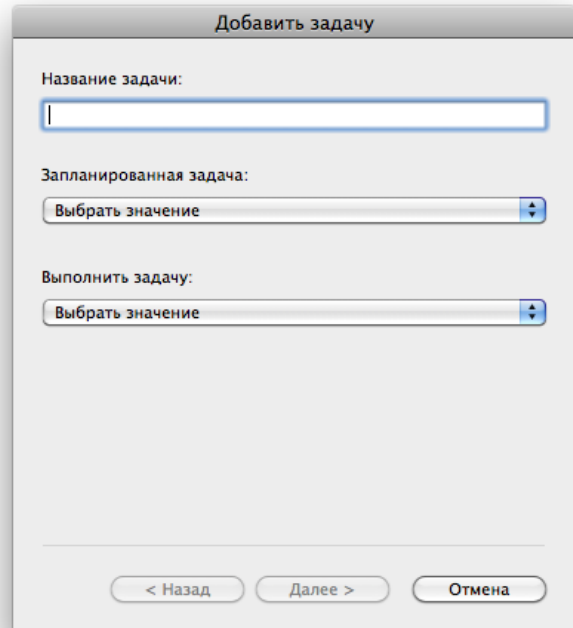 Добавить задачу
Название задачи:
Запланированная задача:
Выбрать значение
Выполнить задачу:
Выбрать значение
< Назад
Далее >
Отмена